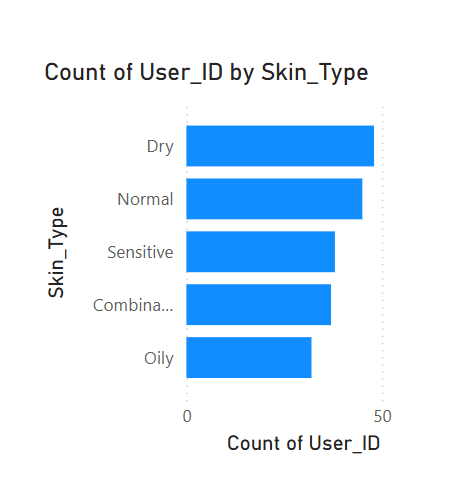 Count of User_ID by Skin_Type
Skin_Type
Dry
Normal
Sensitive
Combina...
Oily
0 50
Count of User_ID